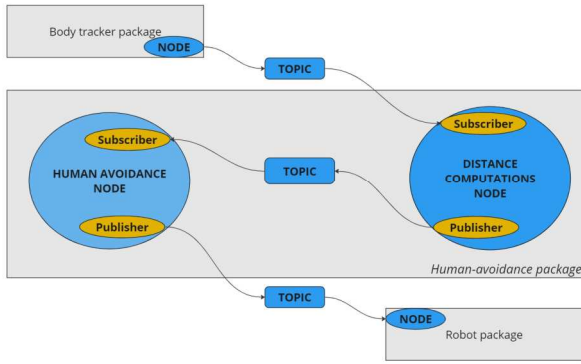 Body tracker package
NODE
TOPIC
Subscriber
Subscriber
HUMAN AVOIDANCE
NODE
TOPIC
DISTANCE
COMPUTATIONS
NODE
Publisher
Publisher
Human-avoidance package
TOPIC
NODE
Robot package